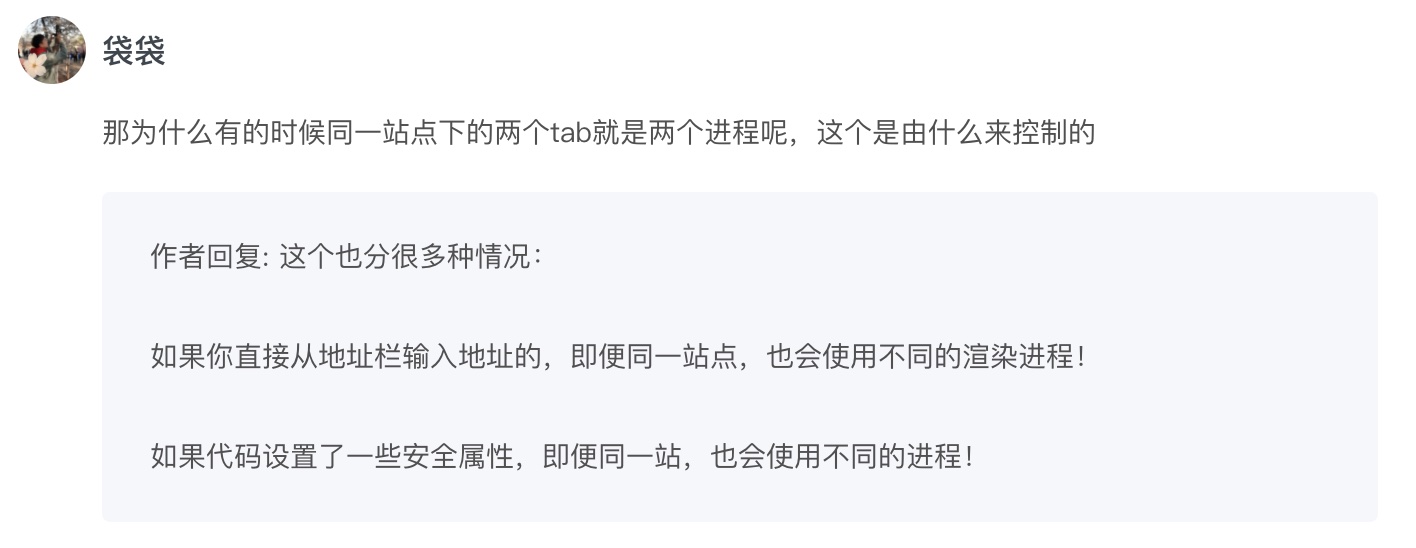 袋袋
那为什么有的时候同一站点下的两个tab就是两个进程呢，这个是由什么来控制的
作者回复: 这个也分很多种情况：
如果你直接从地址栏输入地址的，即便同一站点，也会使用不同的渲染进程！
如果代码设置了一些安全属性，即便同一站，也会使用不同的进程！